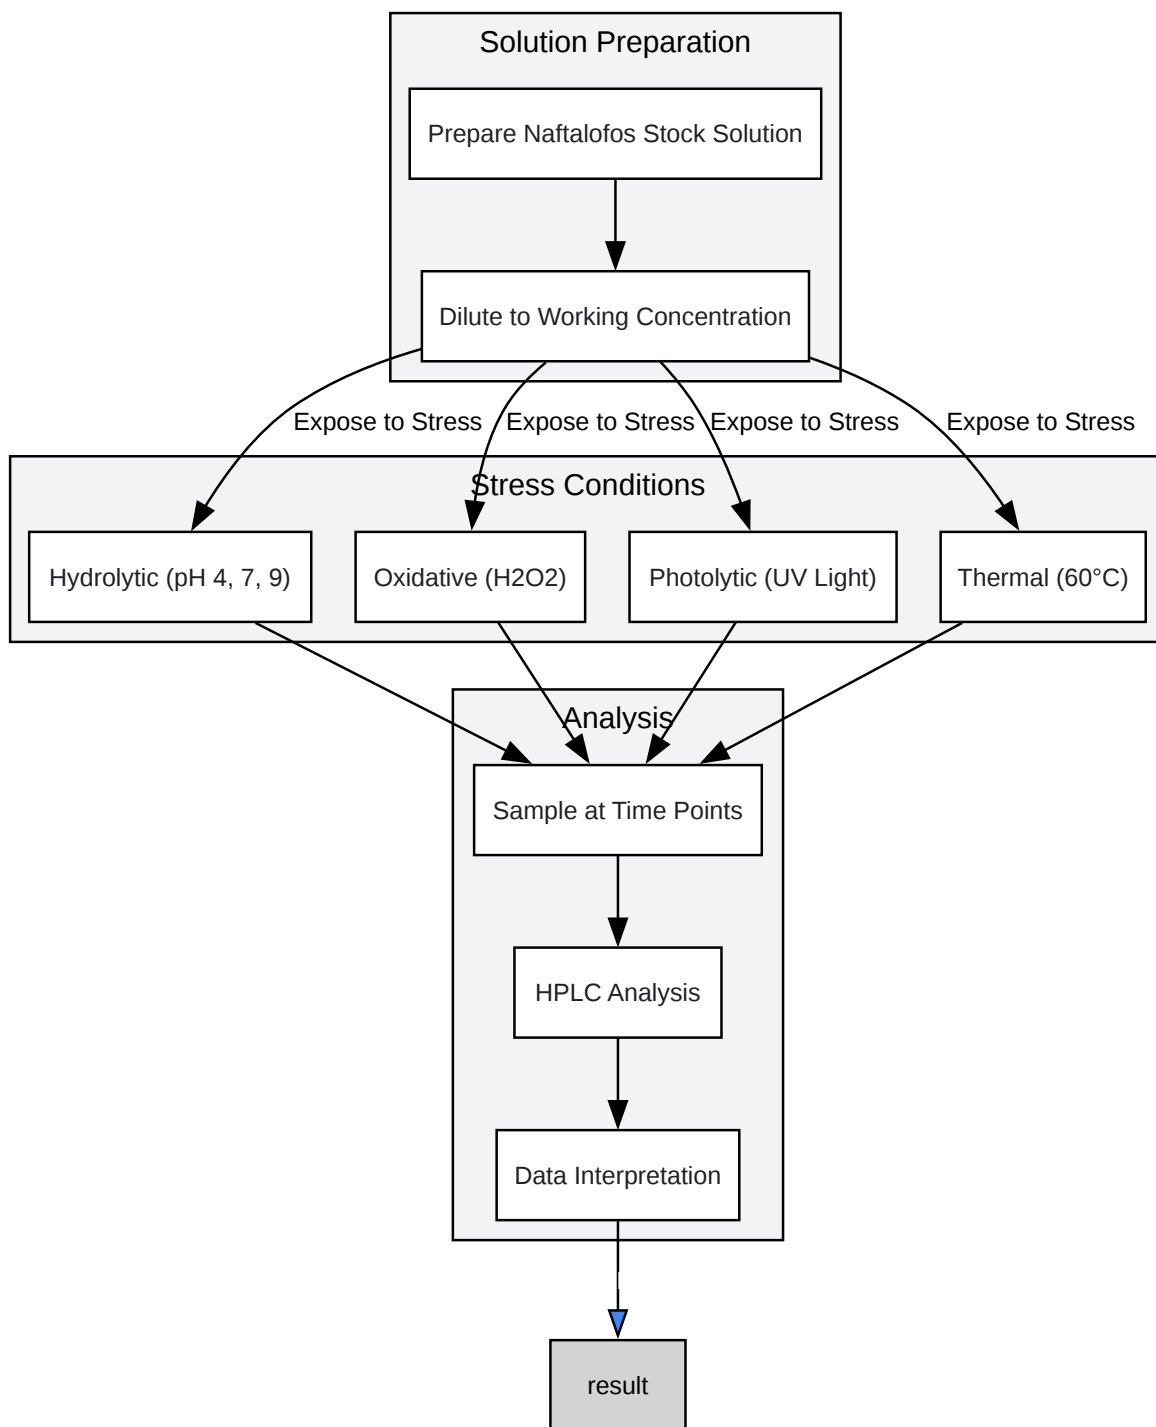 Solution Preparation
Prepare Naftalofos Stock Solution
Dilute to Working Concentration
Expose to Stress
Expose to Stress
Expose to Stress
Expose to Stress
Stress Conditions
Hydrolytic (pH 4, 7, 9)
Oxidative (H2O2)
Photolytic (UV Light)
Thermal (60°C)
Analysis
Sample at Time Points
HPLC Analysis
Data Interpretation
result